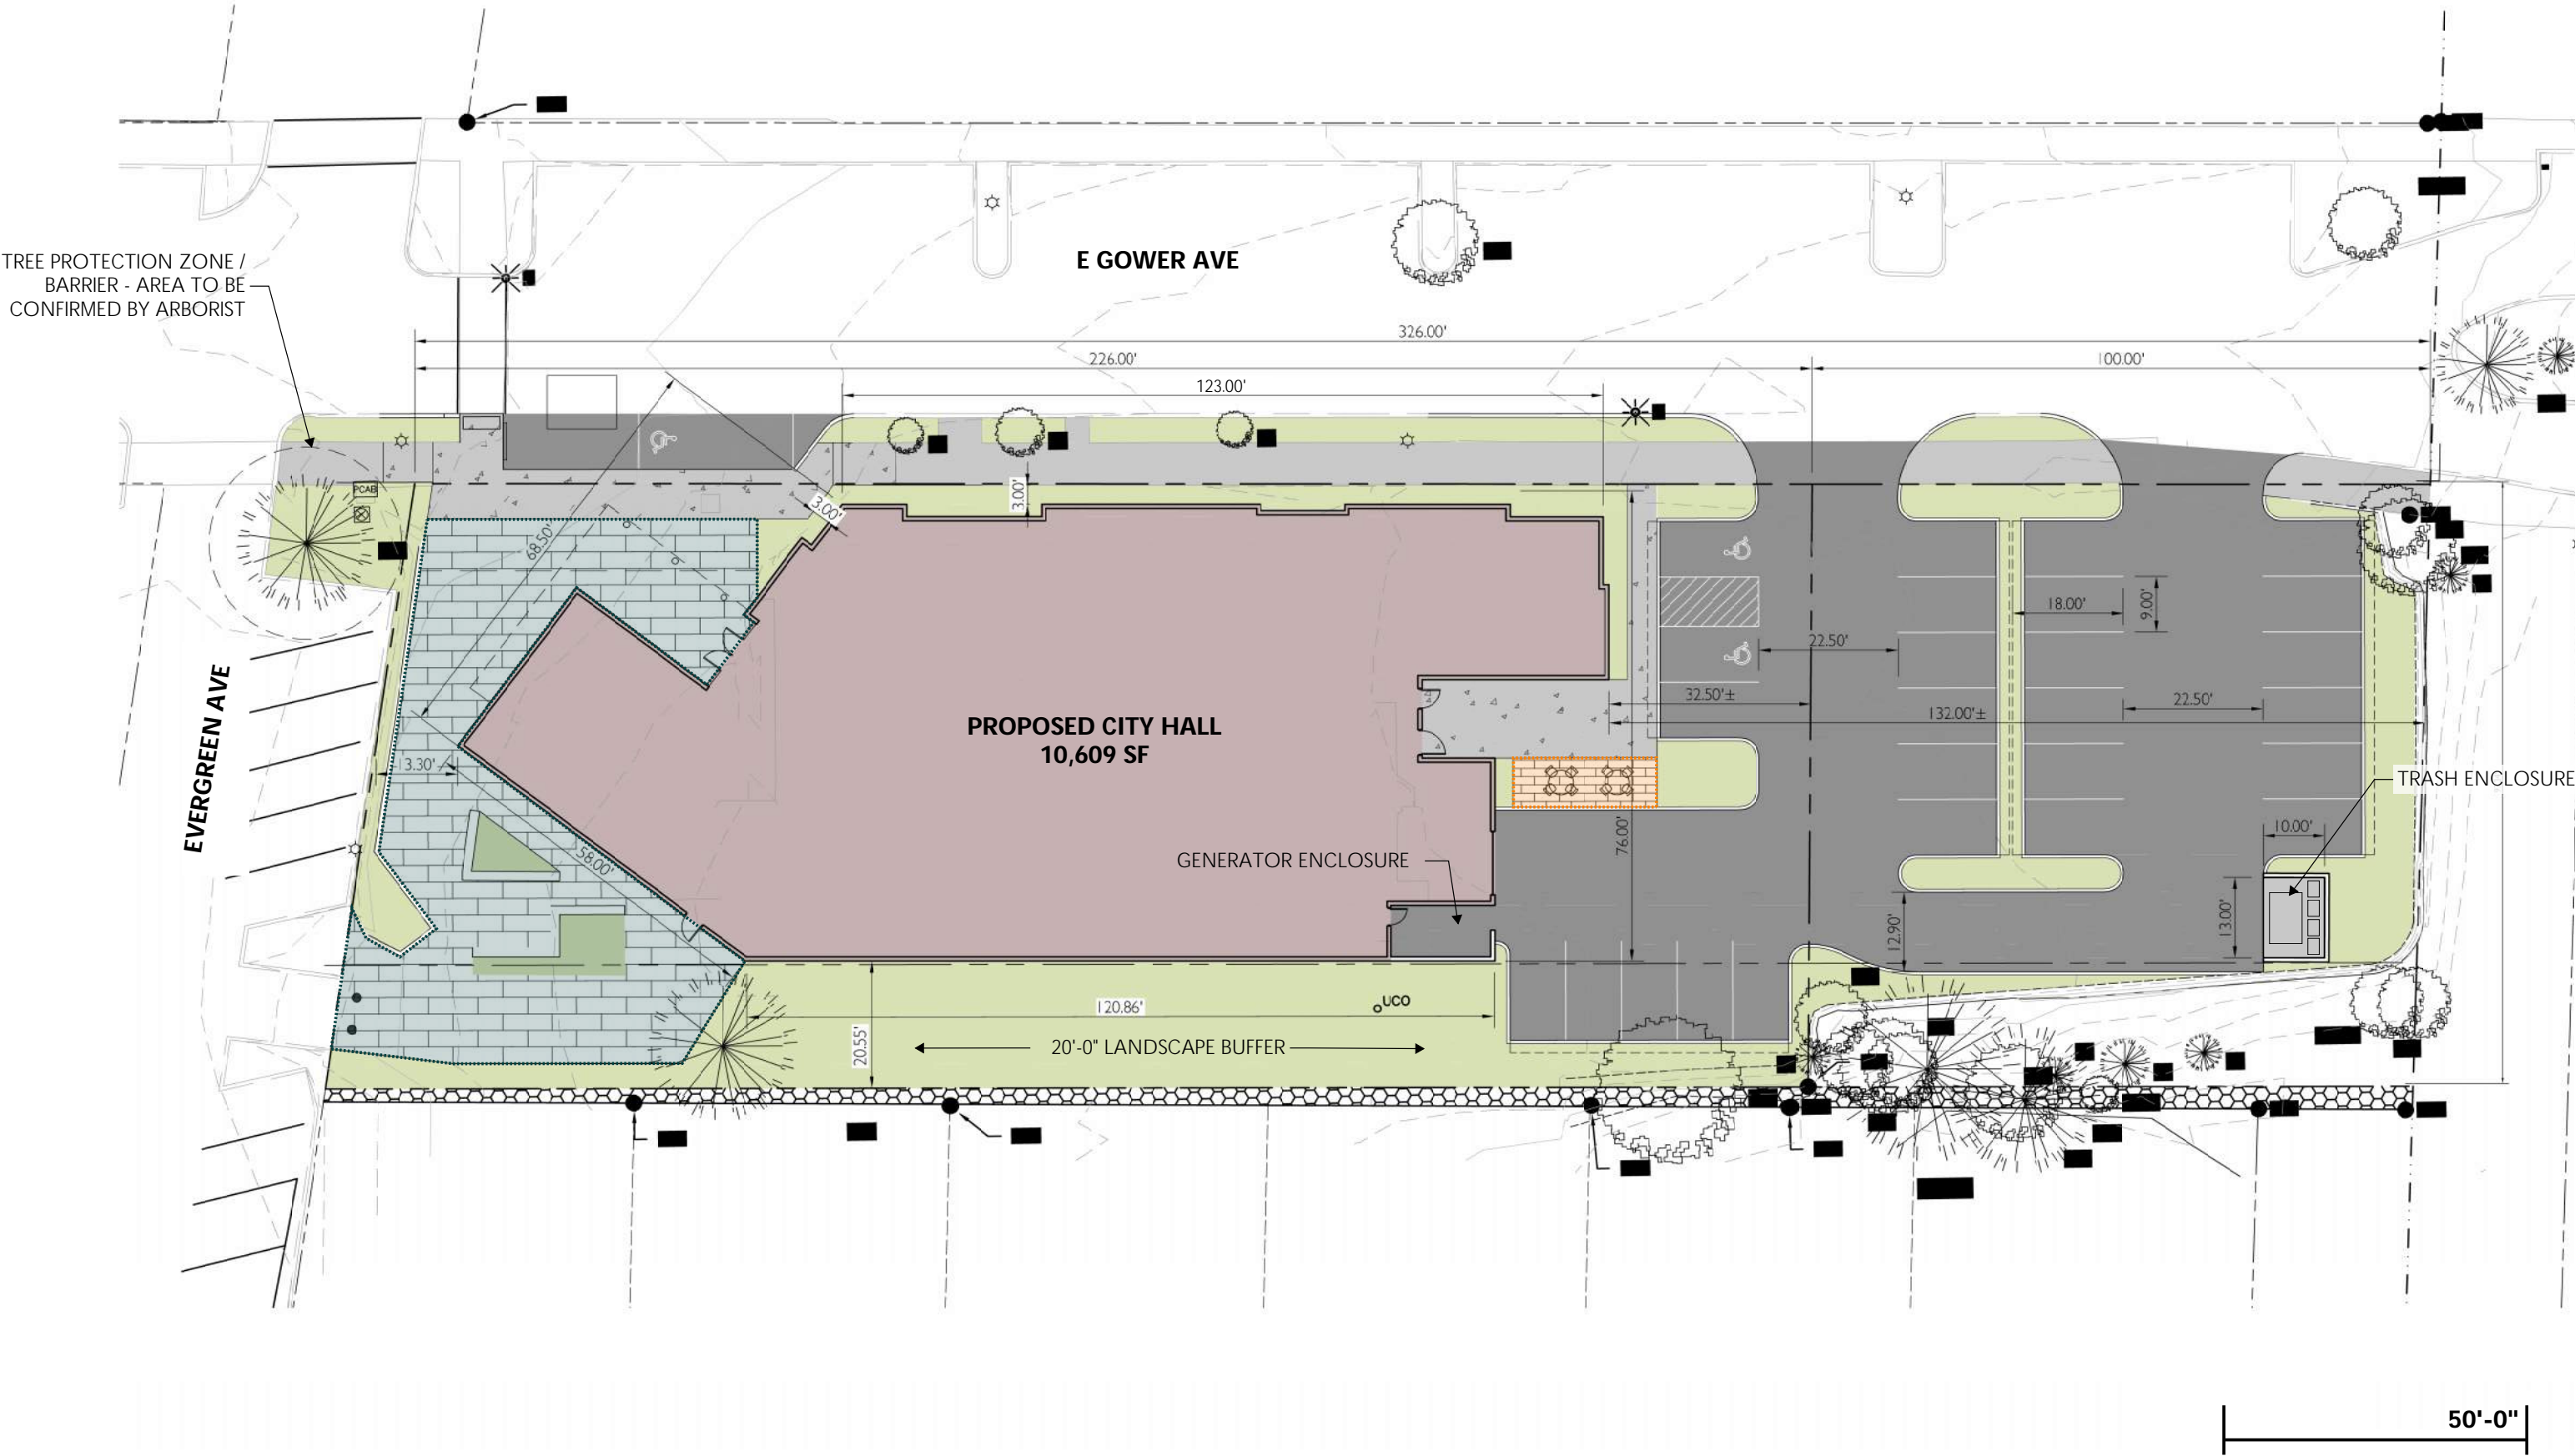 TREE PROTECTION ZONE /
BARRIER - AREA TO BE
CONFIRMED BY ARBORIST
E GOWER AVE
326.00'
226.00'
100.00'
123.00'
PCAB
3.00'
3.00'
68.50'
18.00'
9.00'
22.50'
EVERGREEN AVE
32.50'±
22.50'
132.00'±
PROPOSED CITY HALL
10,609 SF
13.30'
TRASH ENCLOSURE
76.00'
10.00'
58.00'
GENERATOR ENCLOSURE
12.90'
13.00'
UCO
120.86'
20.55'
20'-0" LANDSCAPE BUFFER
50'-0"